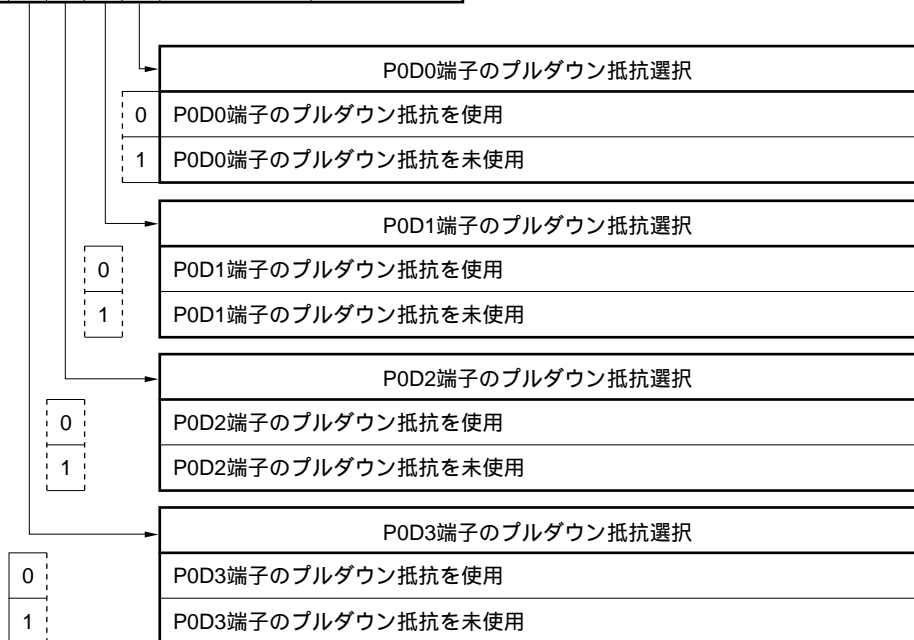 P0D0端子のプルダウン抵抗選択
0 P0D0端子のプルダウン抵抗を使用
1 P0D0端子のプルダウン抵抗を未使用
P0D1端子のプルダウン抵抗選択
0 P0D1端子のプルダウン抵抗を使用
1 P0D1端子のプルダウン抵抗を未使用
P0D2端子のプルダウン抵抗選択
0 P0D2端子のプルダウン抵抗を使用
1 P0D2端子のプルダウン抵抗を未使用
P0D3端子のプルダウン抵抗選択
0 P0D3端子のプルダウン抵抗を使用
1 P0D3端子のプルダウン抵抗を未使用